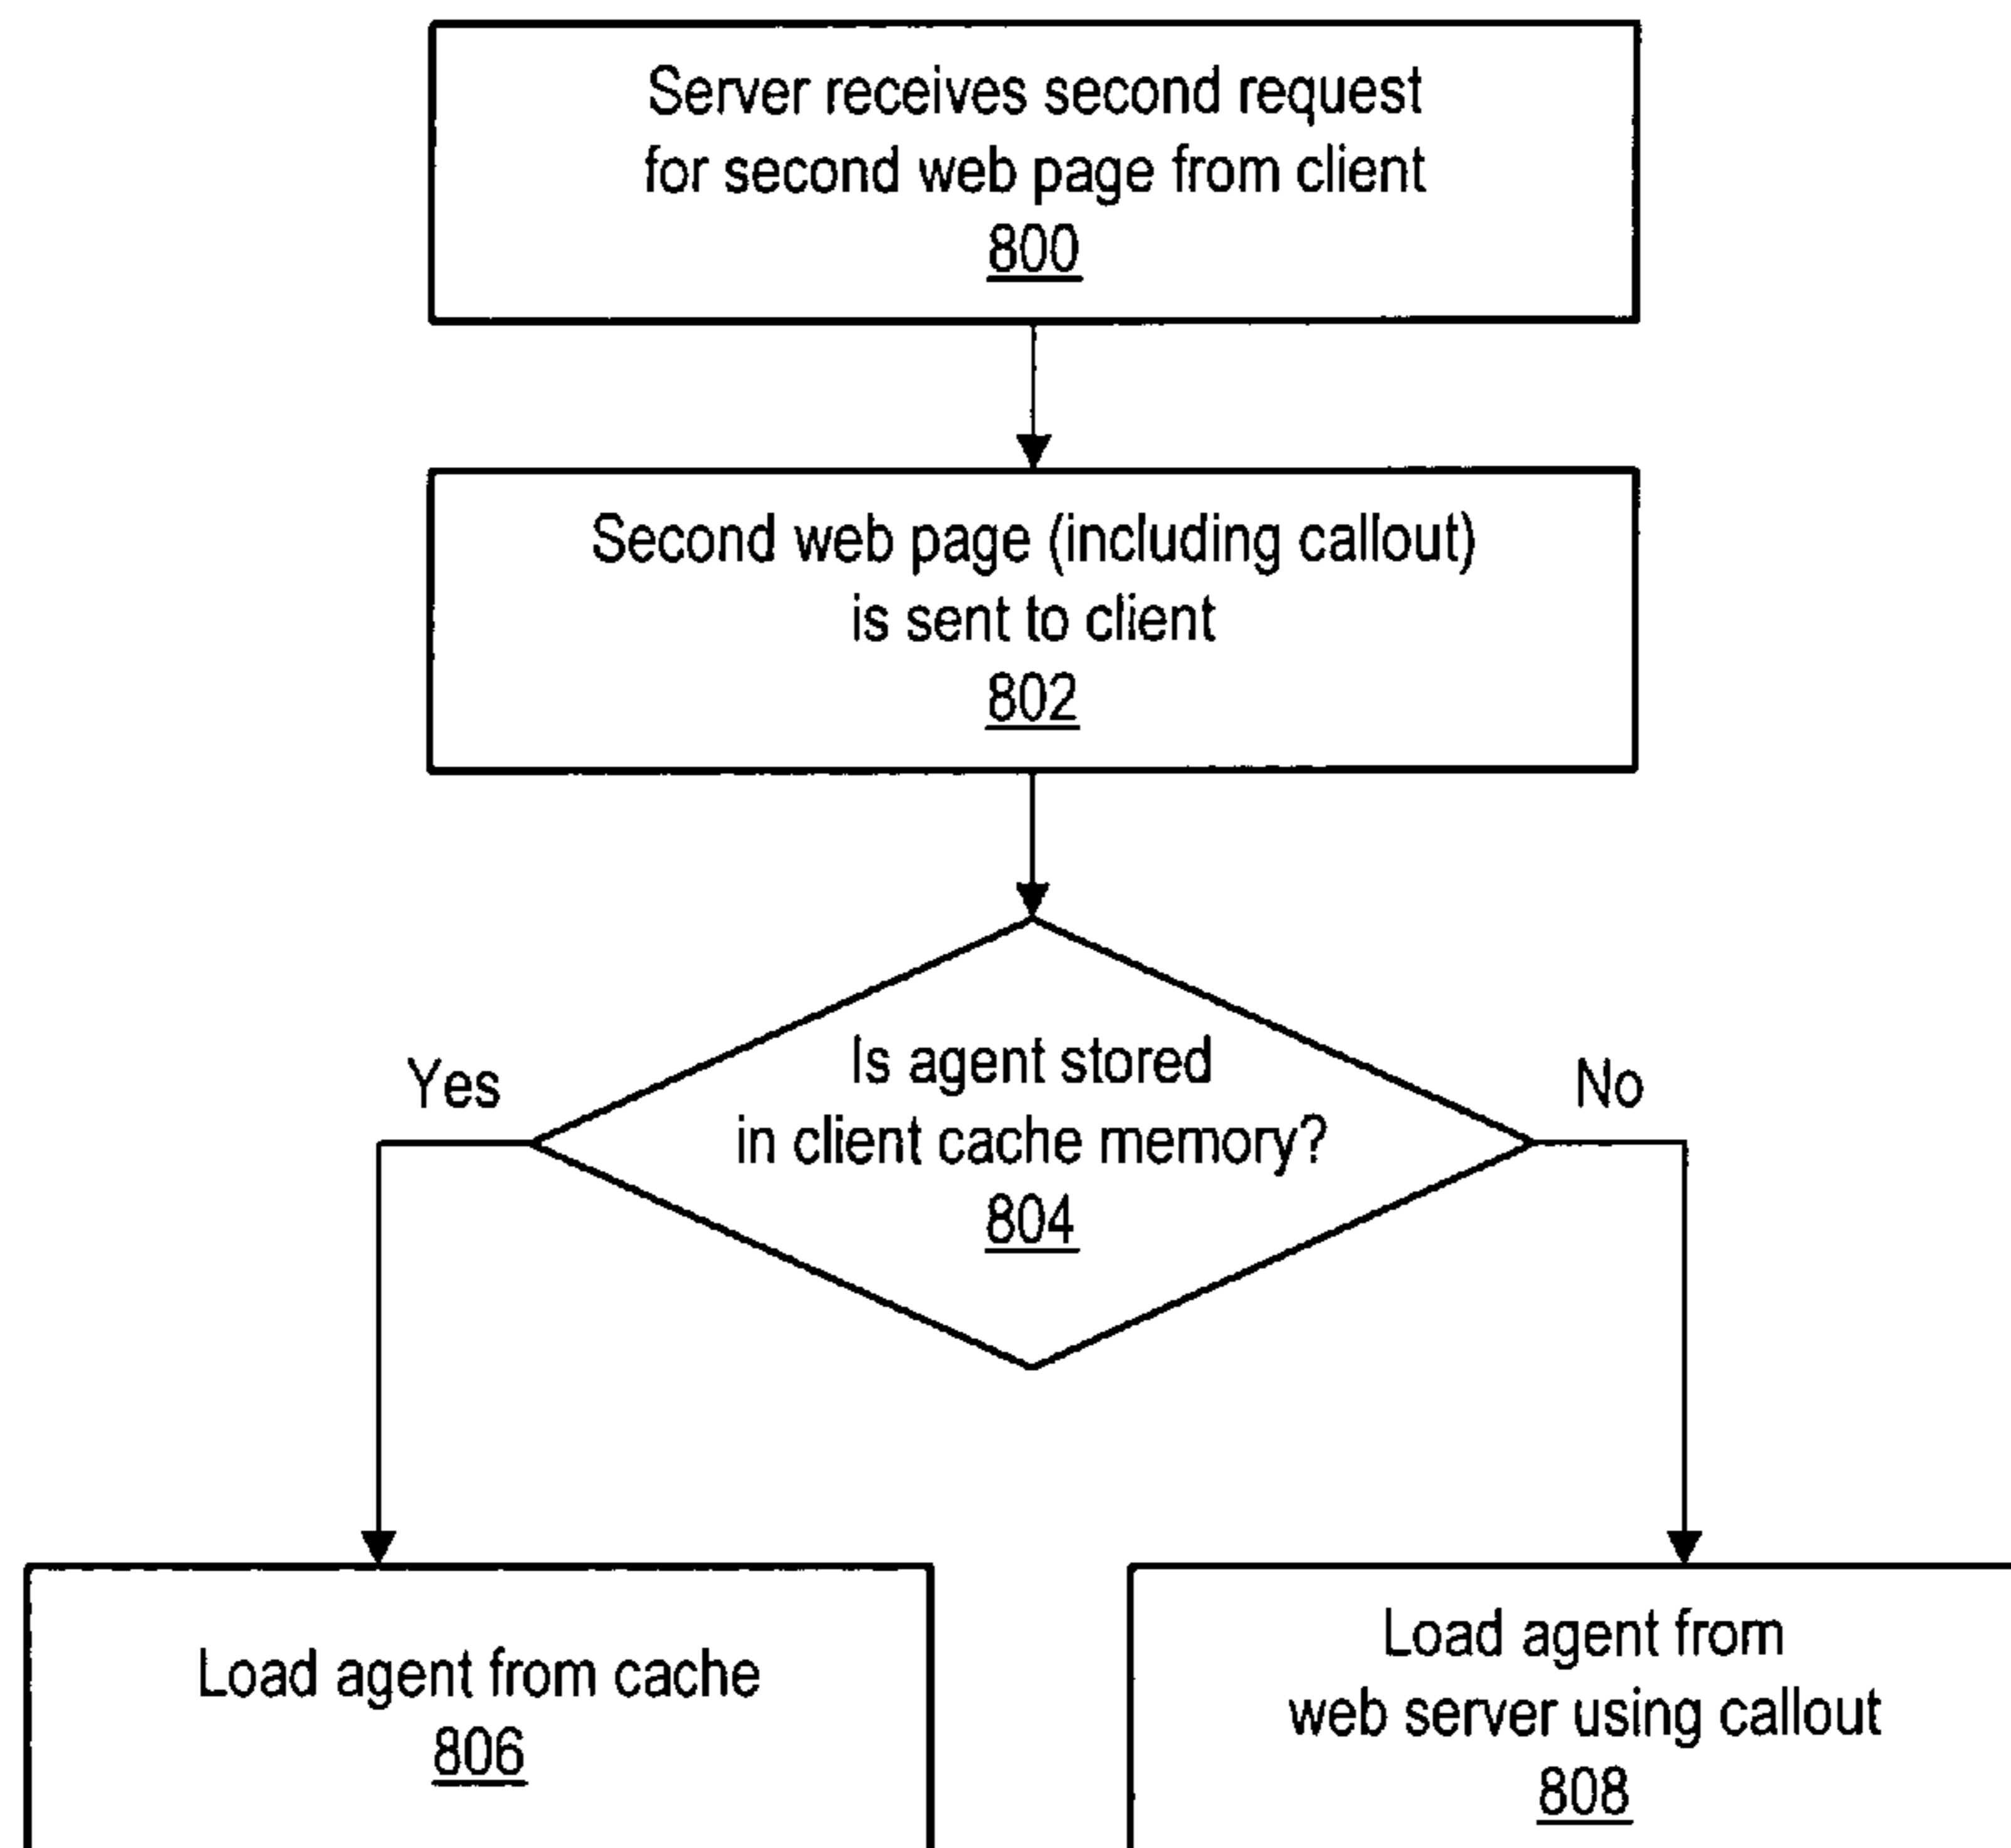 Server receives second request
for second web page from client
800
Second web page (including callout)
is sent to client
802
Is agent stored
in client cache memory?
804
Yes
No
Load agent from cache
806
Load agent from
web server using callout
808